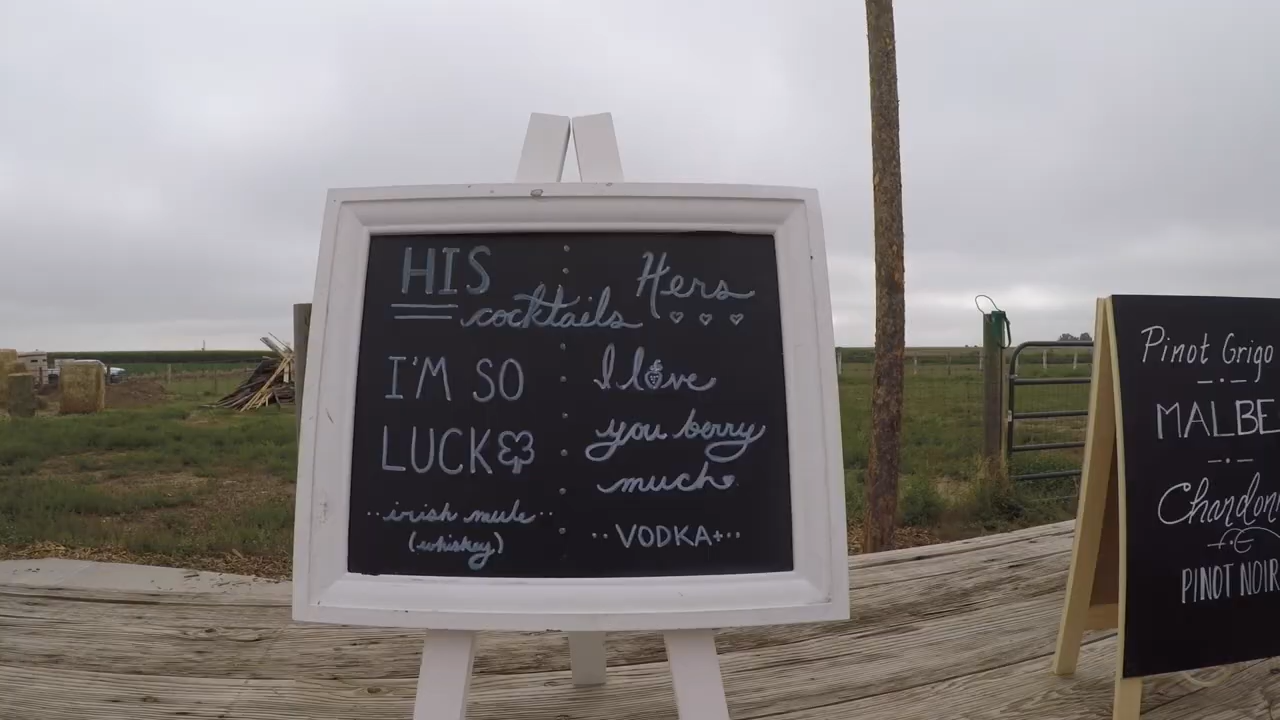 HIS Hers
cocktails
I'M SO
LUCK
irish mule
(whiskey)
I love
you berry
much
VODKA+
Pinot Grigo
MALBE
Chardon
PINOT NOIR